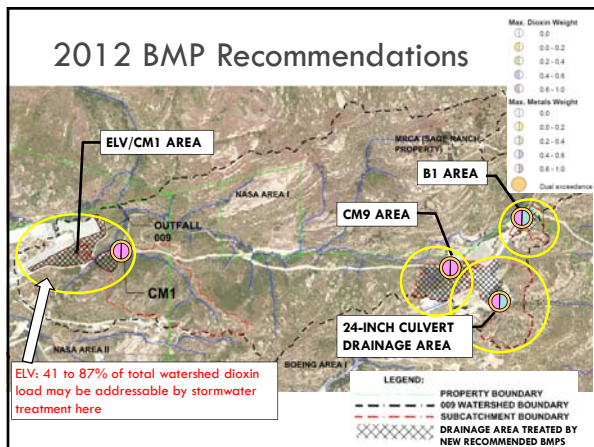 2012 BMP Recommendations
Max. Dioxin Weight
0.0
0.0 - 0.2
0.2 - 0.4
0.4 - 0.6
0.6 - 1.0
Max. Metals Weight
0.0
0.0 - 0.2
0.2 - 0.4
0.4 - 0.6
0.6 - 1.0
Dual exceedance
ELV/CM1 AREA
MRCA (SAGE RANCH
PROPERTY)
B1 AREA
NASA AREA I
CM9 AREA
OUTFALL
009
CM1
24-INCH CULVERT
DRAINAGE AREA
NASA AREA II
BOEING AREA I
ELV: 41 to 87% of total watershed dioxin
load may be addressable by stormwater
treatment here
LEGEND:
PROPERTY BOUNDARY
009 WATERSHED BOUNDARY
SUBCATCHMENT BOUNDARY
DRAINAGE AREA TREATED BY
NEW RECOMMENDED BMPS